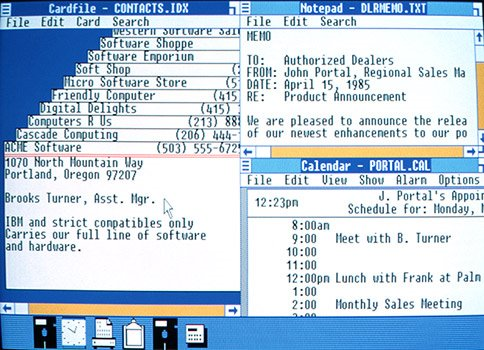 Cardfile - CONTACTS.IDX
File Edit Card Search
Western Software Sal
Software Shoppe
Software Emporium
Soft Shop (2
Micro Software Store (5
Friendly Computer (415
Digital Delights (415)
Computers R Us (213) 88
Cascade Computing (206) 444-
ACME Software (503) 555-672
1070 North Mountain Way
Portland, Oregon 97207
Brooks Turner, Asst. Mgr.
IBM and strict compatibles only
Carries our full line of software
and hardware.
Notepad - DLRMEMO.TXT
File Edit Search
MEMO
TO: Authorized Dealers
FROM: John Portal, Regional Sales Ma
DATE: April 15, 1985
RE: Product Announcement
We are pleased to announce the relea
of our newest enhancements to our po
Calendar - PORTAL.CAL
File Edit View Show Alarm Options
12:23pm J. Portal's Appoin
Schedule for: Monday, M
8:00am
9:00 Meet with B. Turner
10:00
11:00
12:00pm Lunch with Frank at Palm
1:00
2:00 Monthly Sales Meeting